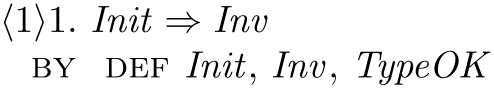 ⟨1⟩1. Init ⇒ Inv
BY DEF Init, Inv, TypeOK